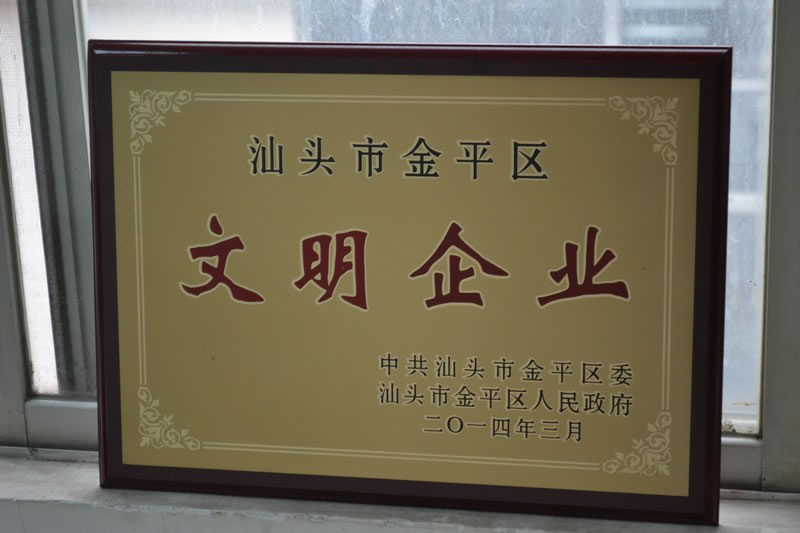 汕头市金平区
文明企业
中共汕头市金平区委
汕头市金平区人民政府
二〇一四年三月